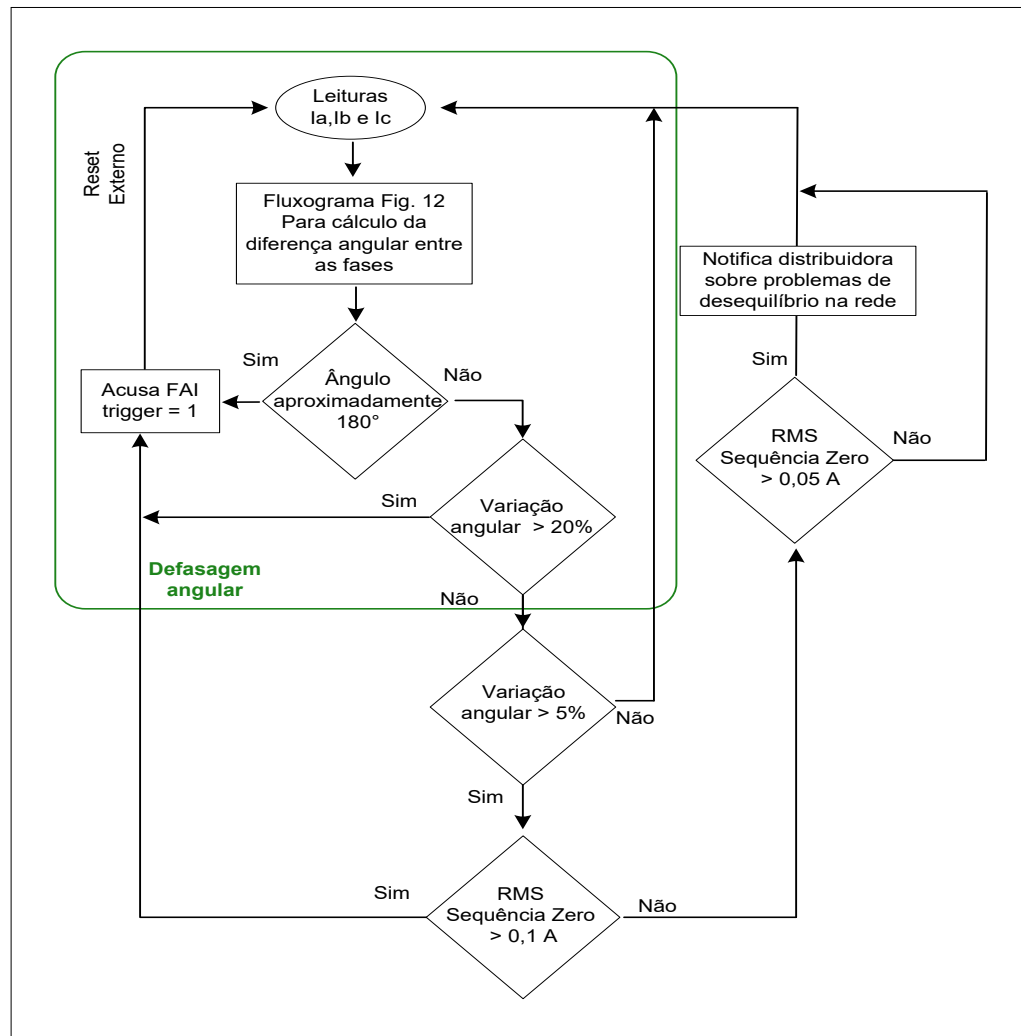 Leituras
Ia,Ib e Ic
Reset
Externo
Fluxograma Fig. 12
Para cálculo da
diferença angular entre
as fases
Notifica distribuidora
sobre problemas de
desequilíbrio na rede
Sim
Não
Ângulo
aproximadamente
180°
Acusa FAI
trigger = 1
Sim
RMS
Sequência Zero
> 0,05 A
Não
Sim
Variação
angular > 20%
Defasagem
angular
Não
Variação
angular > 5%
Não
Sim
Sim
RMS
Sequência Zero
> 0,1 A
Não